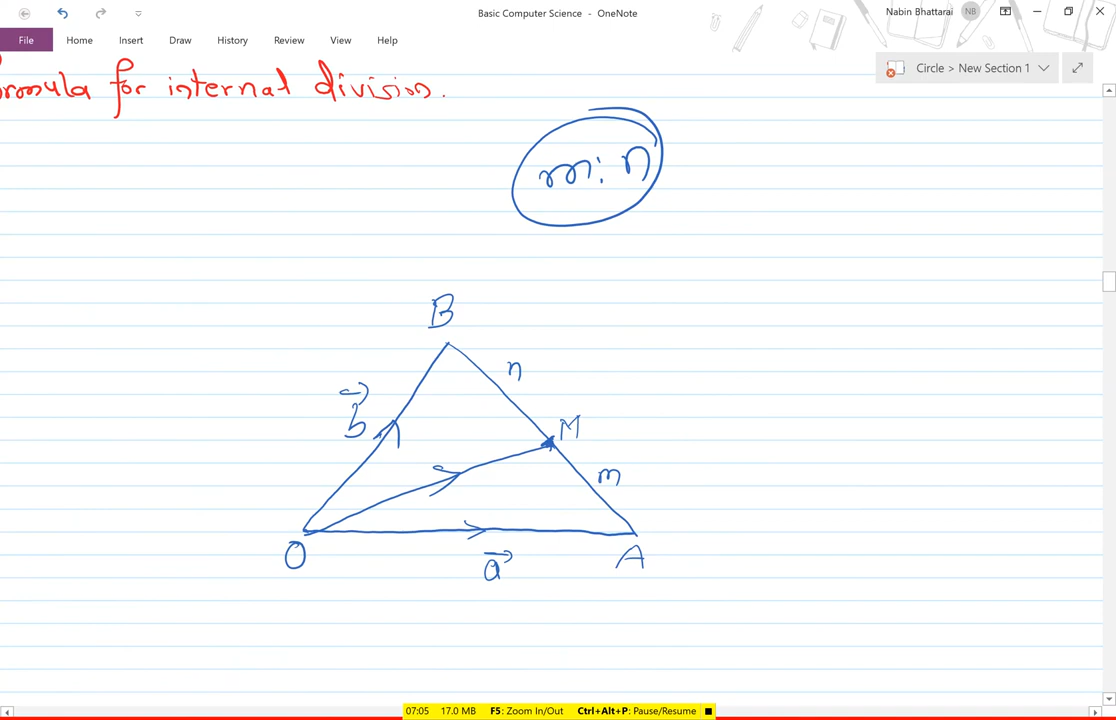 Basic Computer Science - OneNote
Nabin Bhattarai NB
File Home Insert Draw History Review View Help
Circle > New Section 1
ormula for internal division.
m: n
B
n
b
M
m
O
a
A
07:05 17.0 MB F5: Zoom In/Out Ctrl+Alt+P: Pause/Resume